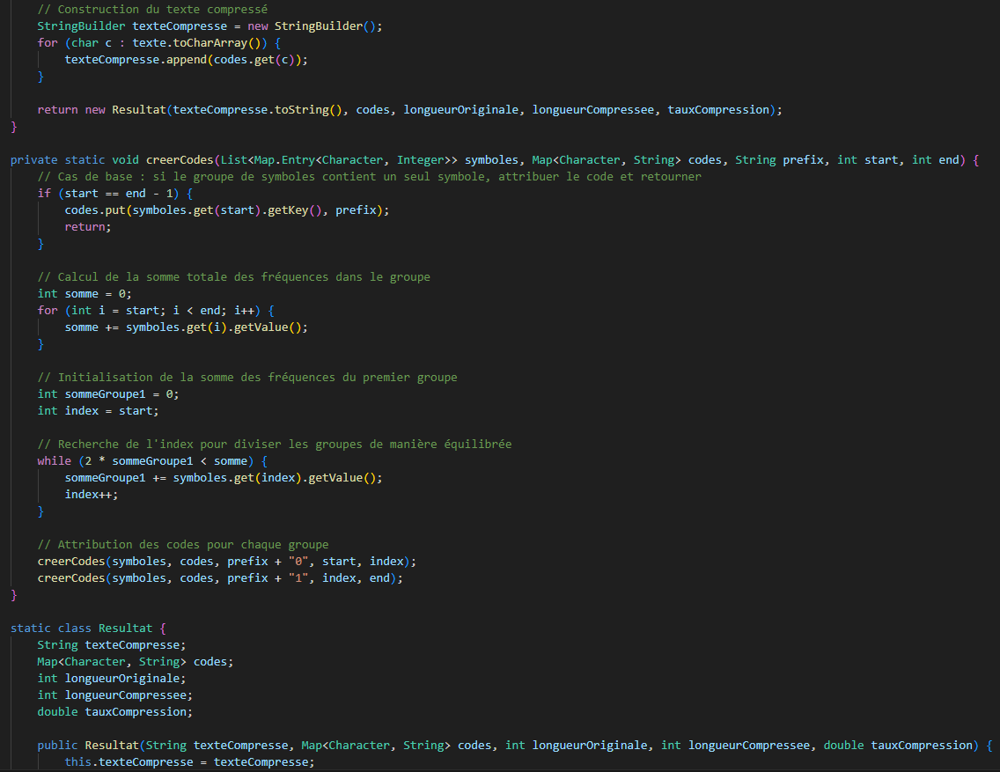 // Construction du texte compressé
StringBuilder texteCompresse = new StringBuilder();
for (char c : texte.toCharArray()) {
texteCompresse.append(codes.get(c));
}
return new Resultat(texteCompresse.toString(), codes, longueurOriginale, longueurCompressee, tauxCompression);
}
private static void creerCodes(List<Map.Entry<Character, Integer>> symboles, Map<Character, String> codes, String prefix, int start, int end) {
// Cas de base : si le groupe de symboles contient un seul symbole, attribuer le code et retourner
if (start == end - 1) {
codes.put(symboles.get(start).getKey(), prefix);
return;
}
// Calcul de la somme totale des fréquences dans le groupe
int somme = 0;
for (int i = start; i < end; i++) {
somme += symboles.get(i).getValue();
}
// Initialisation de la somme des fréquences du premier groupe
int sommeGroupe1 = 0;
int index = start;
// Recherche de l'index pour diviser les groupes de manière équilibrée
while (2 * sommeGroupe1 < somme) {
sommeGroupe1 += symboles.get(index).getValue();
index++;
}
// Attribution des codes pour chaque groupe
creerCodes(symboles, codes, prefix + "0", start, index);
creerCodes(symboles, codes, prefix + "1", index, end);
}
static class Resultat {
String texteCompresse;
Map<Character, String> codes;
int longueurOriginale;
int longueurCompressee;
double tauxCompression;
public Resultat(String texteCompresse, Map<Character, String> codes, int longueurOriginale, int longueurCompressee, double tauxCompression) {
this.texteCompresse = texteCompresse;